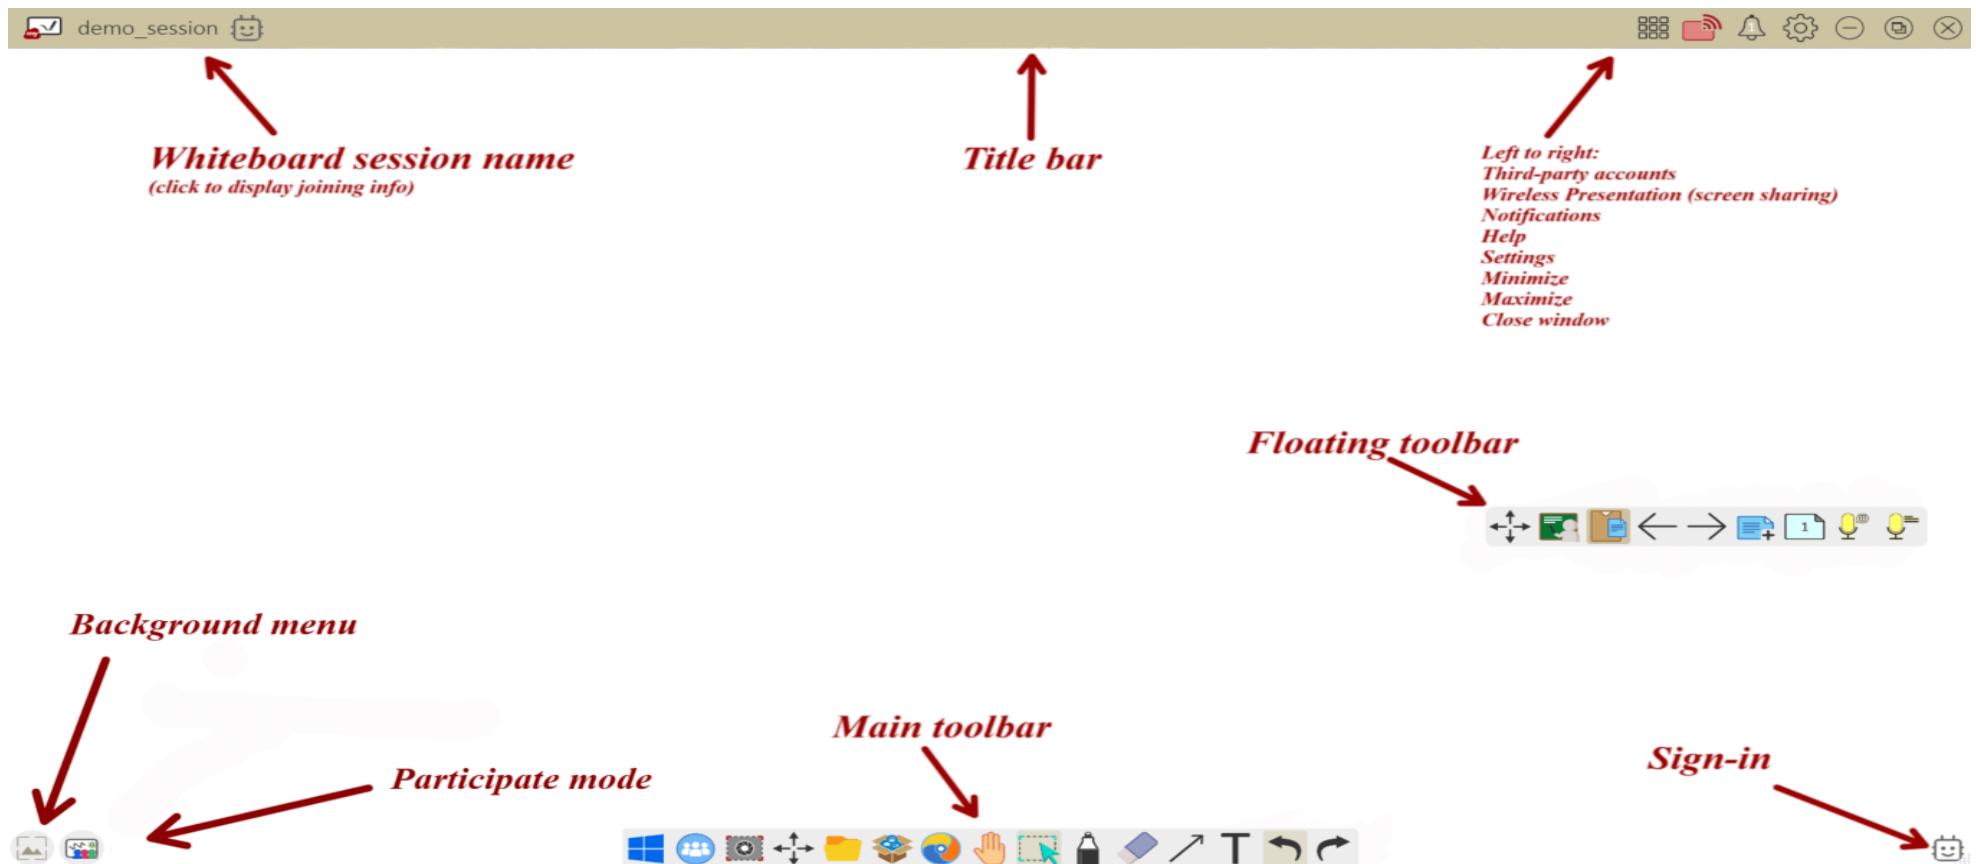 demo_session
Whiteboard session name
(click to display joining info)
Title bar
Left to right:
Third-party accounts
Wireless Presentation (screen sharing)
Notifications
Help
Settings
Minimize
Maximize
Close window
Floating toolbar
1
Background menu
Main toolbar
Participate mode
Sign-in
T